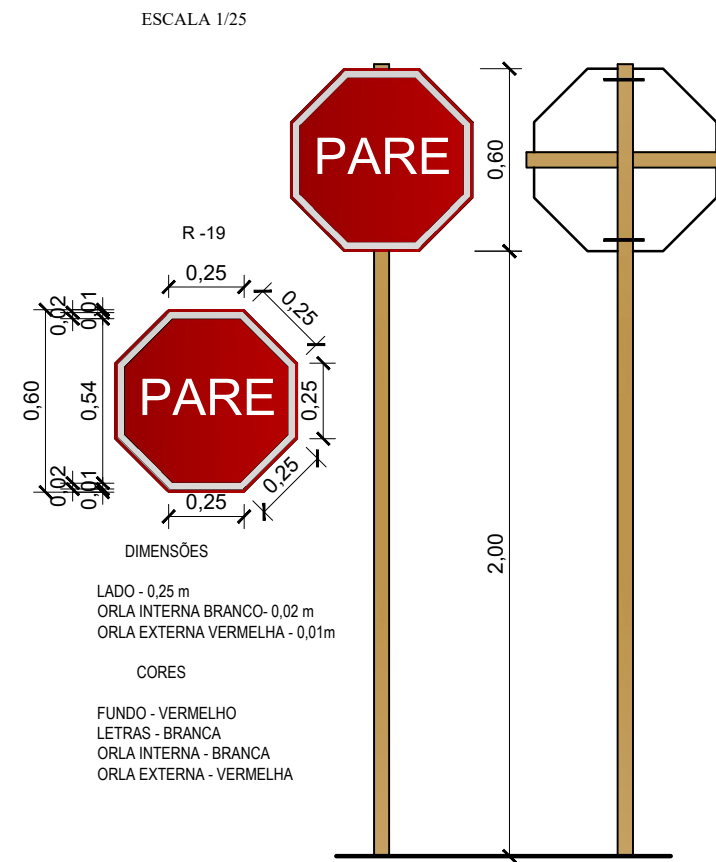 ESCALA 1/25
PARE
0,60
R -19
0,25
0,25
0,02
0,01
0,60
0,54
PARE
0,25
0,02
0,01
0,25
0,25
2,00
DIMENSÕES
LADO - 0,25 m
ORLA INTERNA BRANCO- 0,02 m
ORLA EXTERNA VERMELHA - 0,01m
CORES
FUNDO - VERMELHO
LETRAS - BRANCA
ORLA INTERNA - BRANCA
ORLA EXTERNA - VERMELHA